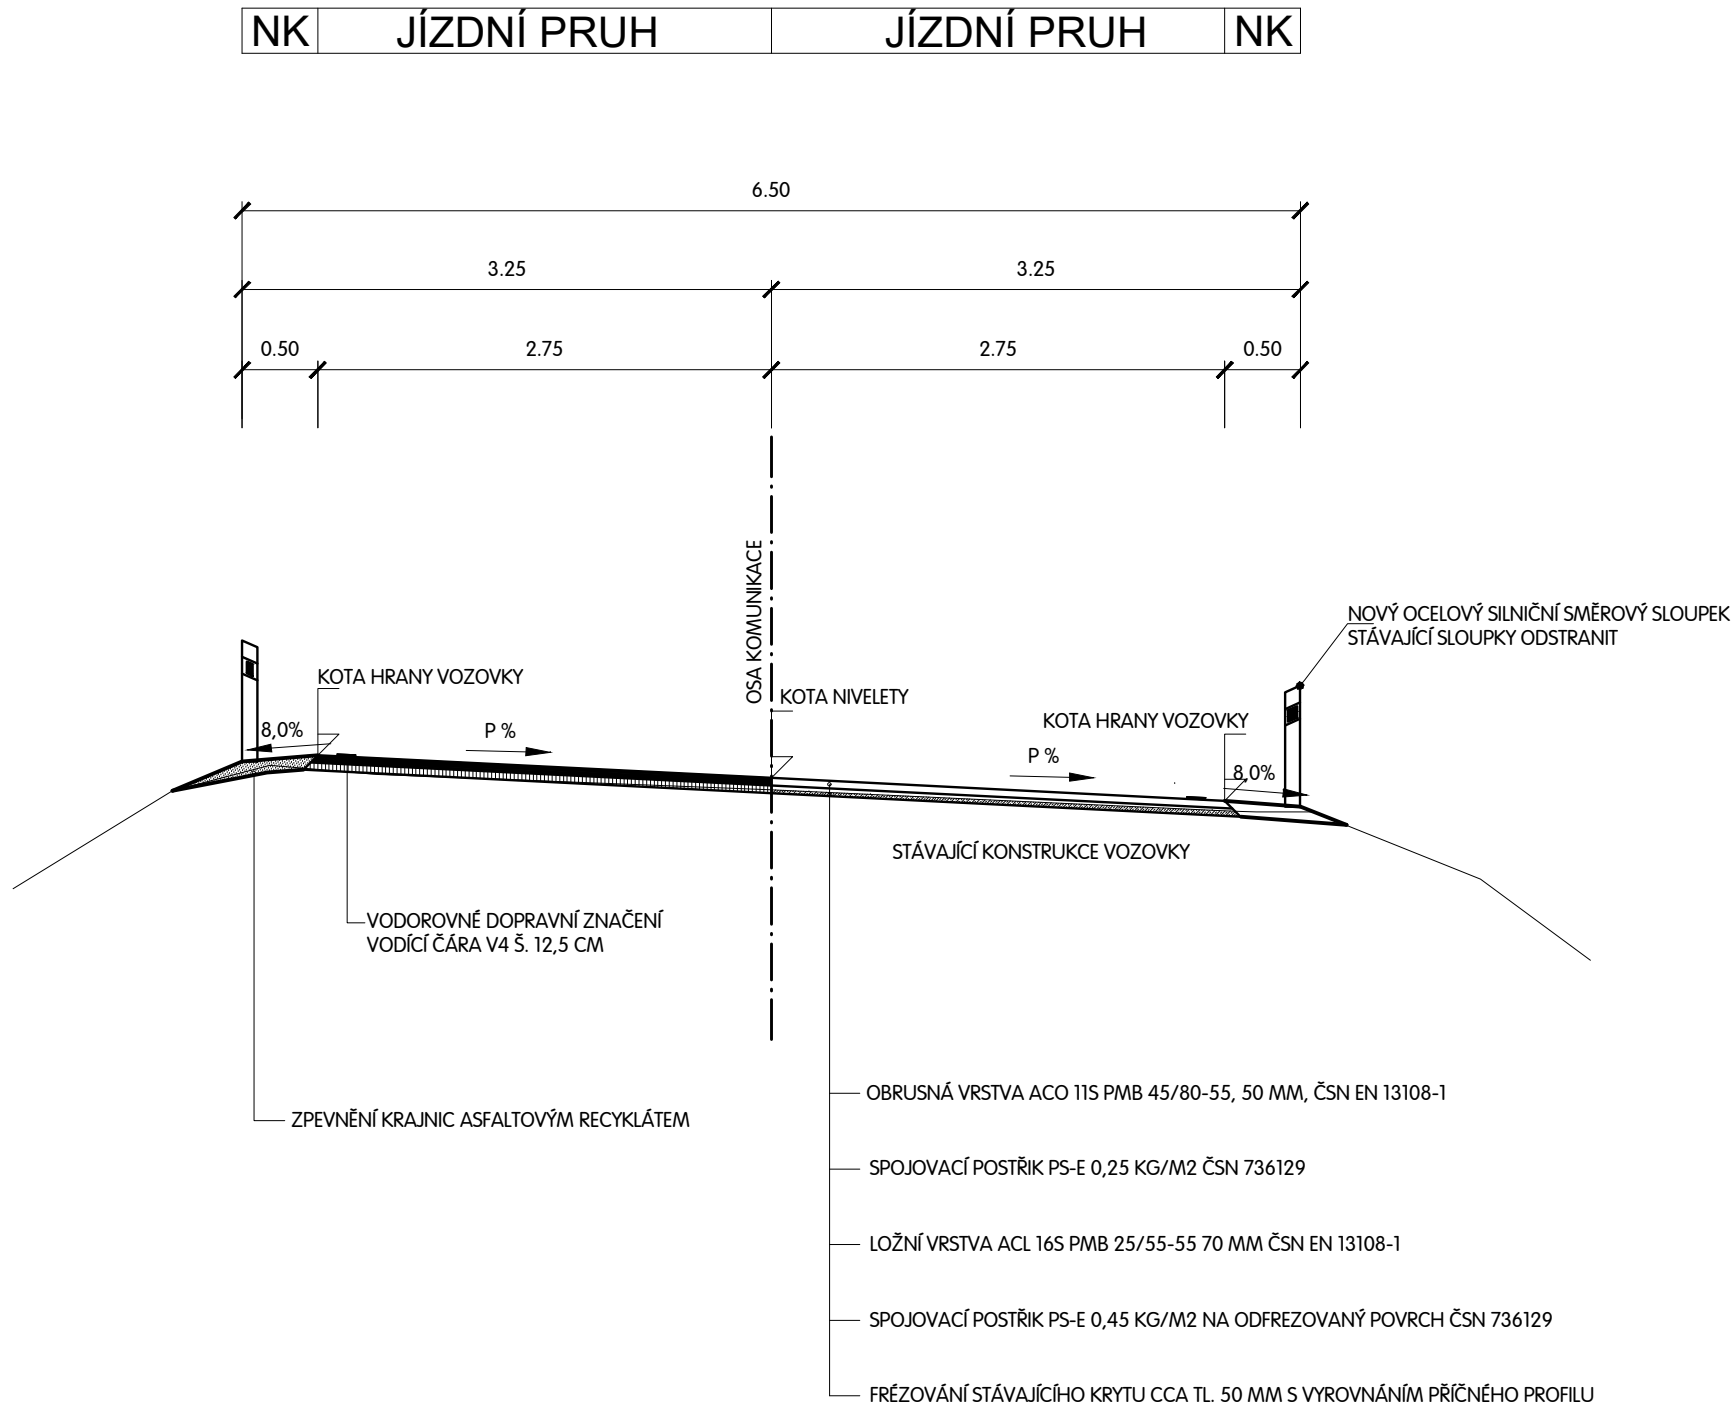 NK JÍZDNÍ PRUH JÍZDNÍ PRUH NK
6.50
3.25 3.25
0.50 2.75 2.75 0.50
OSA KOMUNIKACE
NOVÝ OCELOVÝ SILNIČNÍ SMĚROVÝ SLOUPEK
STÁVAJÍCÍ SLOUPKY ODSTRANIT
KOTA HRANY VOZOVKY
KOTA NIVELETY
KOTA HRANY VOZOVKY
8,0% P %
P % 8,0%
STÁVAJÍCÍ KONSTRUKCE VOZOVKY
VODOROVNÉ DOPRAVNÍ ZNAČENÍ
VODÍCÍ ČÁRA V4 Š. 12,5 CM
OBRUSNÁ VRSTVA ACO 11S PMB 45/80-55, 50 MM, ČSN EN 13108-1
ZPEVNĚNÍ KRAJNIC ASFALTOVÝM RECYKLÁTEM
SPOJOVACÍ POSTŘIK PS-E 0,25 KG/M2 ČSN 736129
LOŽNÍ VRSTVA ACL 16S PMB 25/55-55 70 MM ČSN EN 13108-1
SPOJOVACÍ POSTŘIK PS-E 0,45 KG/M2 NA ODFREZOVANÝ POVRCH ČSN 736129
FRÉZOVÁNÍ STÁVAJÍCÍHO KRYTU CCA TL. 50 MM S VYROVNÁNÍM PŘÍČNÉHO PROFILU